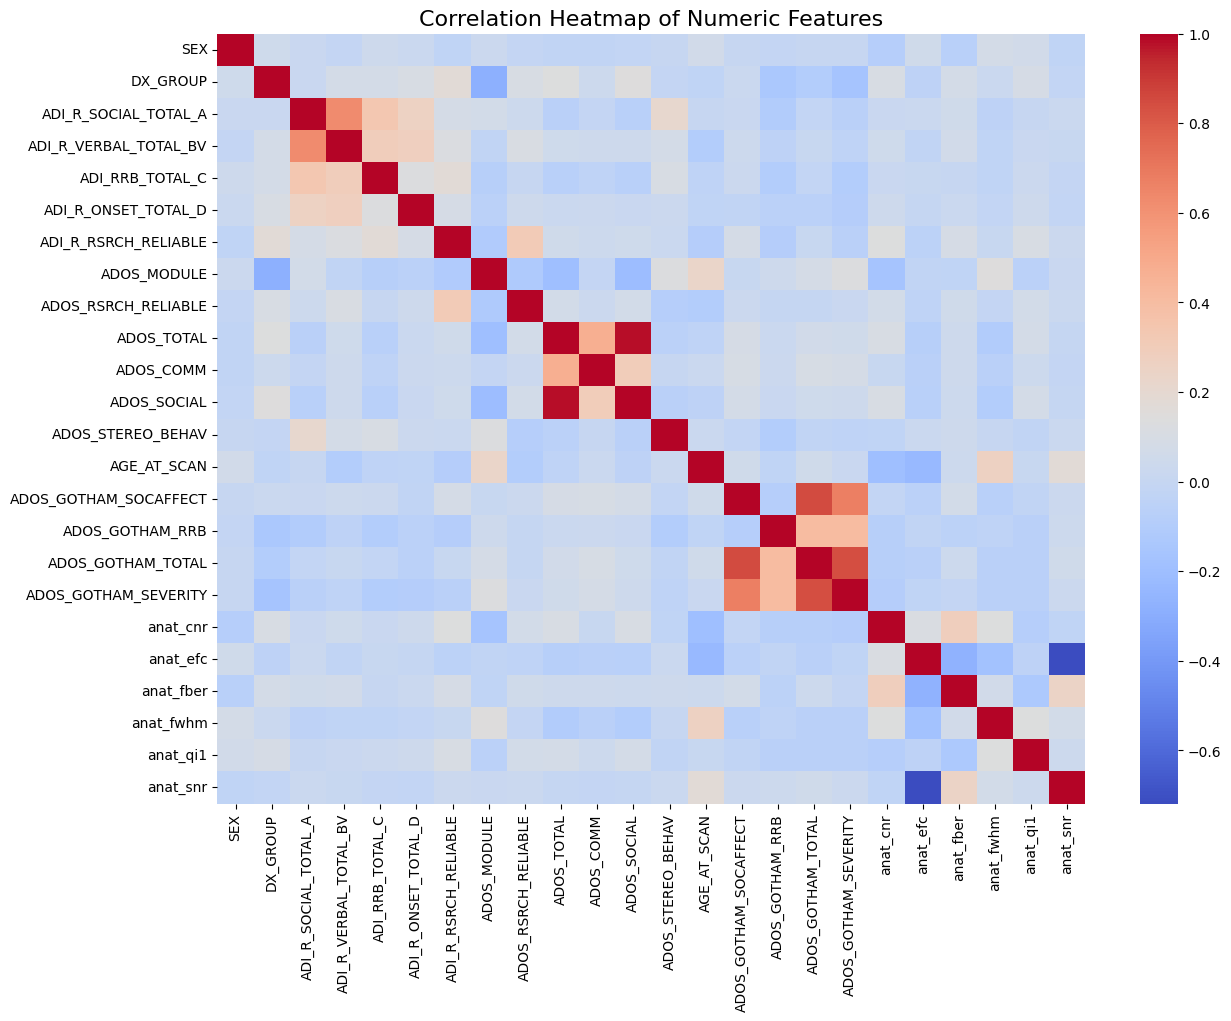 Correlation Heatmap of Numeric Features
SEX
DX_GROUP
ADI_R_SOCIAL_TOTAL_A
ADI_R_VERBAL_TOTAL_BV
ADI_RRB_TOTAL_C
ADI_R_ONSET_TOTAL_D
ADI_R_RSRCH_RELIABLE
ADOS_MODULE
ADOS_RSRCH_RELIABLE
ADOS_TOTAL
ADOS_COMM
ADOS_SOCIAL
ADOS_STEREO_BEHAV
AGE_AT_SCAN
ADOS_GOTHAM_SOCAFFECT
ADOS_GOTHAM_RRB
ADOS_GOTHAM_TOTAL
ADOS_GOTHAM_SEVERITY
anat_cnr
anat_efc
anat_fber
anat_fwhm
anat_qi1
anat_snr
SEX
DX_GROUP
ADI_R_SOCIAL_TOTAL_A
ADI_R_VERBAL_TOTAL_BV
ADI_RRB_TOTAL_C
ADI_R_ONSET_TOTAL_D
ADI_R_RSRCH_RELIABLE
ADOS_MODULE
ADOS_RSRCH_RELIABLE
ADOS_TOTAL
ADOS_COMM
ADOS_SOCIAL
ADOS_STEREO_BEHAV
AGE_AT_SCAN
ADOS_GOTHAM_SOCAFFECT
ADOS_GOTHAM_RRB
ADOS_GOTHAM_TOTAL
ADOS_GOTHAM_SEVERITY
anat_cnr
anat_efc
anat_fber
anat_fwhm
anat_qi1
anat_snr
1.0
0.8
0.6
0.4
0.2
0.0
−0.2
−0.4
−0.6